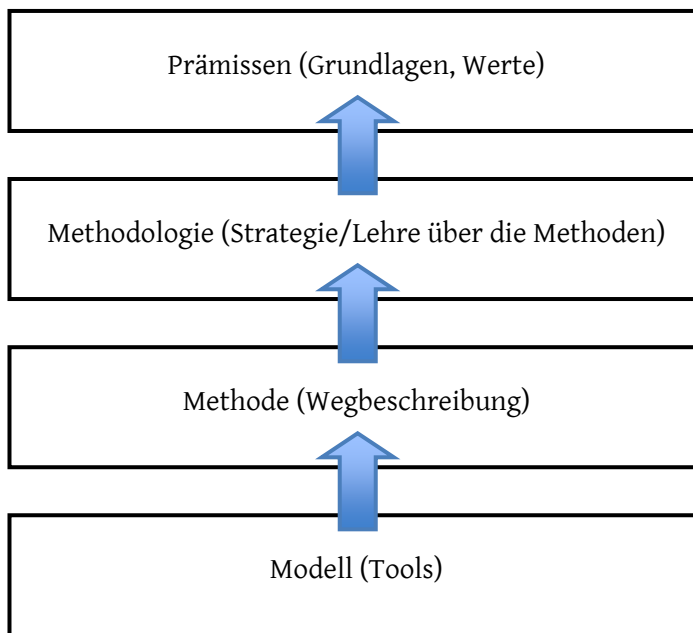 Prämissen (Grundlagen, Werte)
Methodologie (Strategie/Lehre über die Methoden)
Methode (Wegbeschreibung)
Modell (Tools)